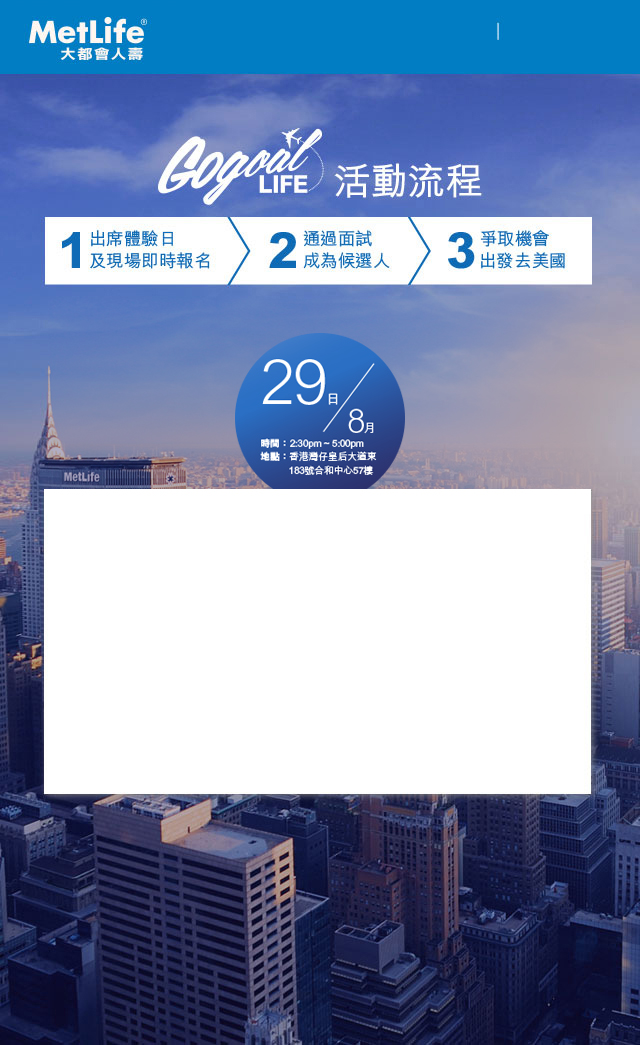 MetLife®
大都會人壽
Gogoal LIFE 活動流程
1 出席體驗日
及現場即時報名
2 通過面試
成為候選人
3 爭取機會
出發去美國
29日/8月
時間：2:30pm ~ 5:00pm
地點：香港灣仔皇后大道東
183號合和中心57樓
MetLife